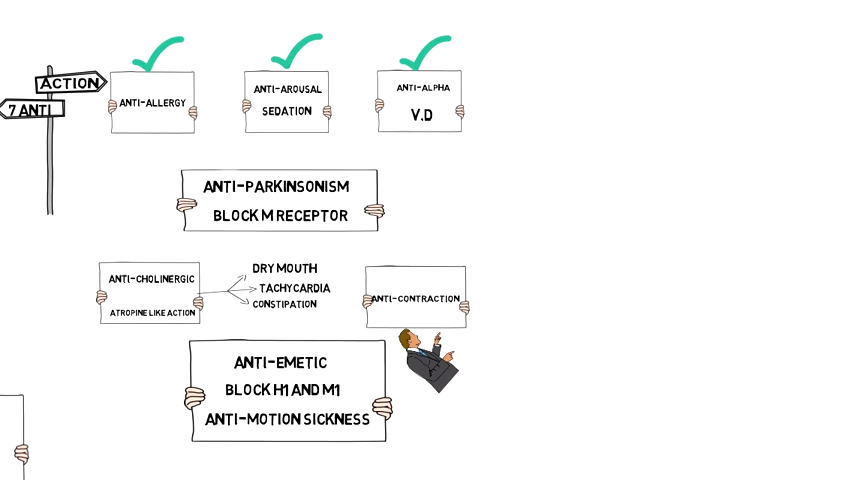 ACTION
7 ANTI
ANTI-ALLERGY
ANTI-AROUSAL
SEDATION
ANTI-ALPHA
V.D
ANTI-PARKINSONISM
BLOCK M RECEPTOR
ANTI-CHOLINERGIC
ATROPINE LIKE ACTION
DRY MOUTH
TACHYCARDIA
CONSTIPATION
ANTI-CONTRACTION
ANTI-EMETIC
BLOCK H1 AND M1
ANTI-MOTION SICKNESS